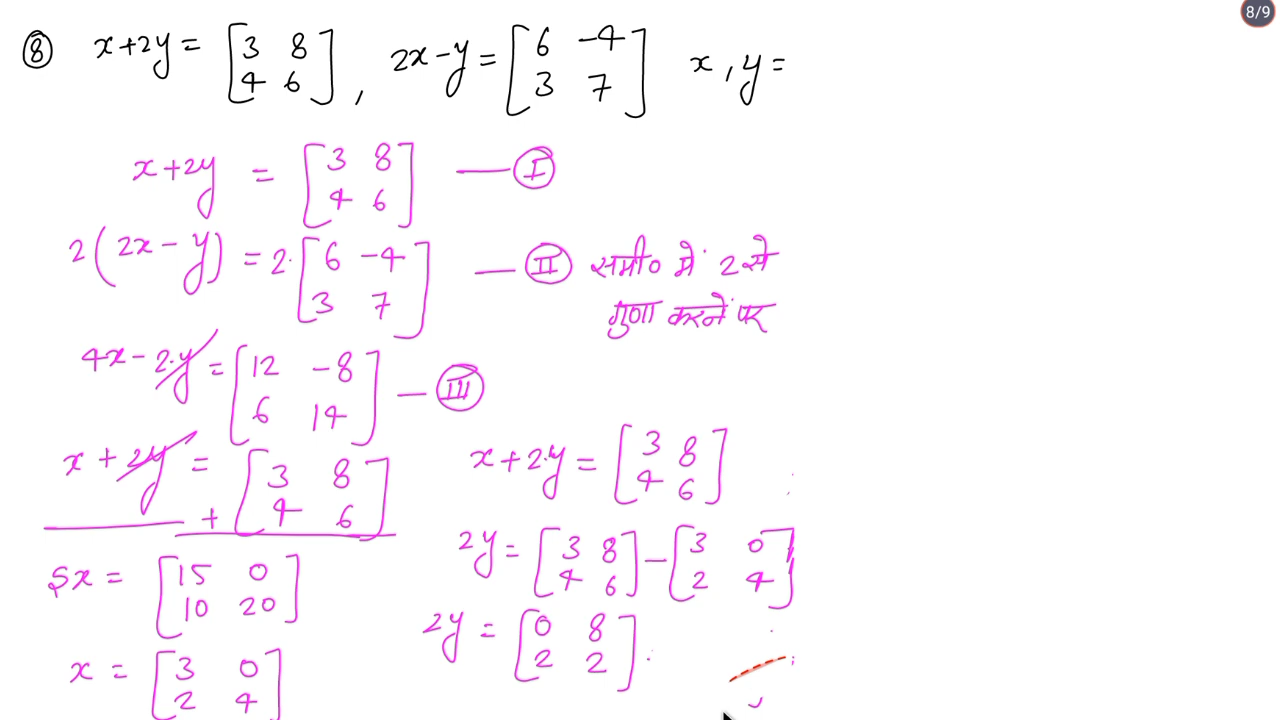 8/9
⑧ x+2y = [3 8; 4 6], 2x-y = [6 -4; 3 7] x, y =
x+2y = [3 8; 4 6] — Ⅰ
2(2x-y) = 2·[6 -4; 3 7] — Ⅱ समी० में 2 से
गुणा करने पर
4x-2·y = [12 -8; 6 14] — Ⅲ
x+2y = + [3 8; 4 6]
5x = [15 0; 10 20]
x = [3 0; 2 4]
x+2·y = [3 8; 4 6]
2y = [3 8; 4 6] - [3 0; 2 4]
2y = [0 8; 2 2]